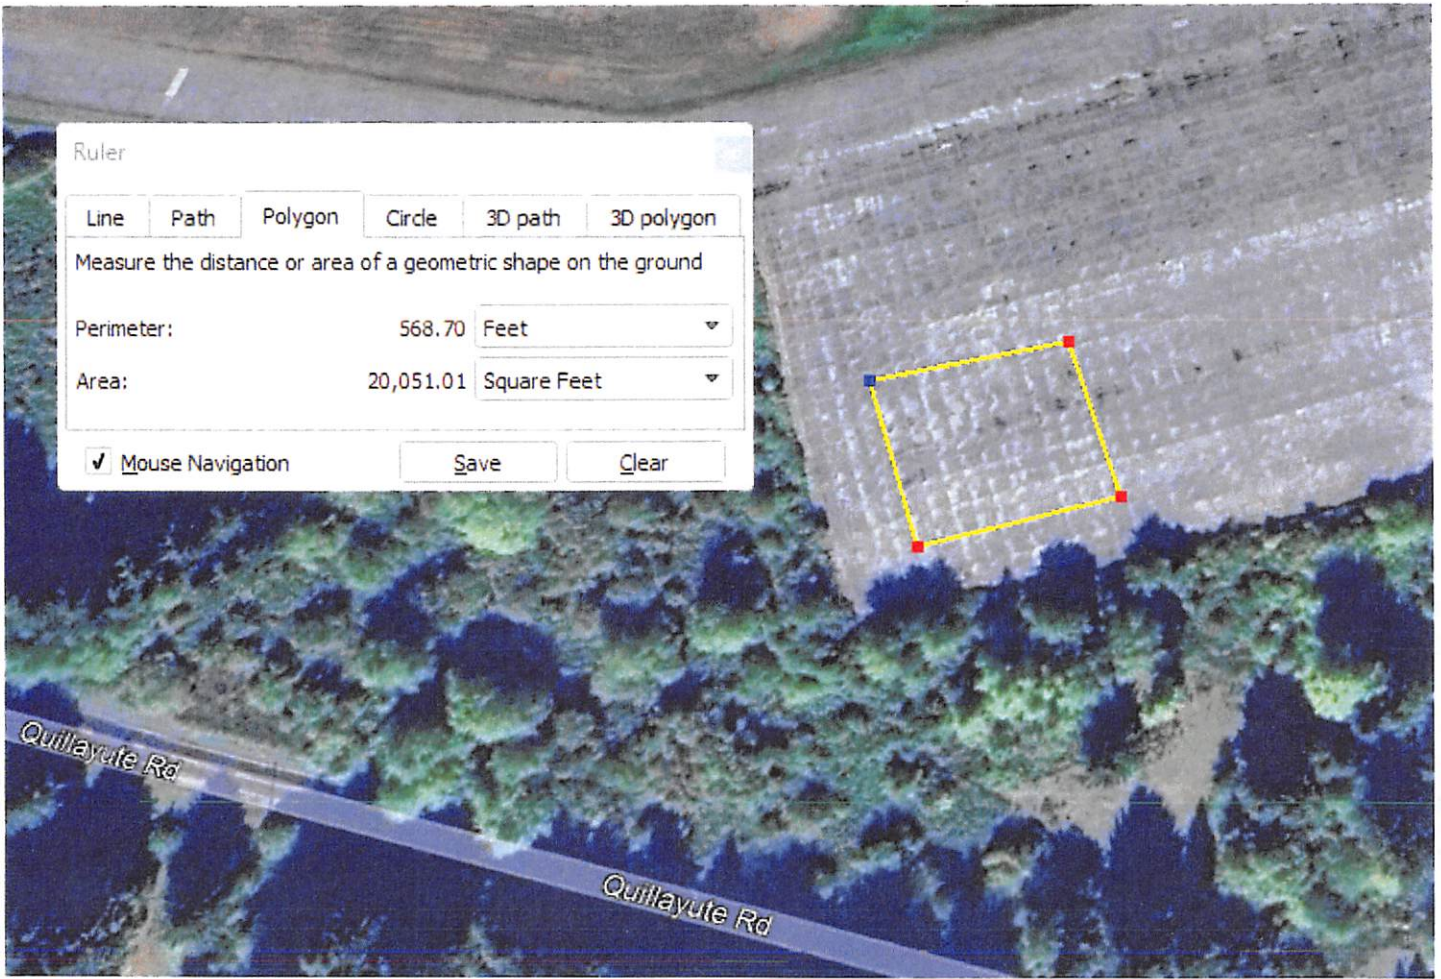 Ruler
Line Path Polygon Circle 3D path 3D polygon
Measure the distance or area of a geometric shape on the ground
Perimeter: 568.70 Feet
Area: 20,051.01 Square Feet
Mouse Navigation Save Clear
Quillayute Rd
Quillayute Rd